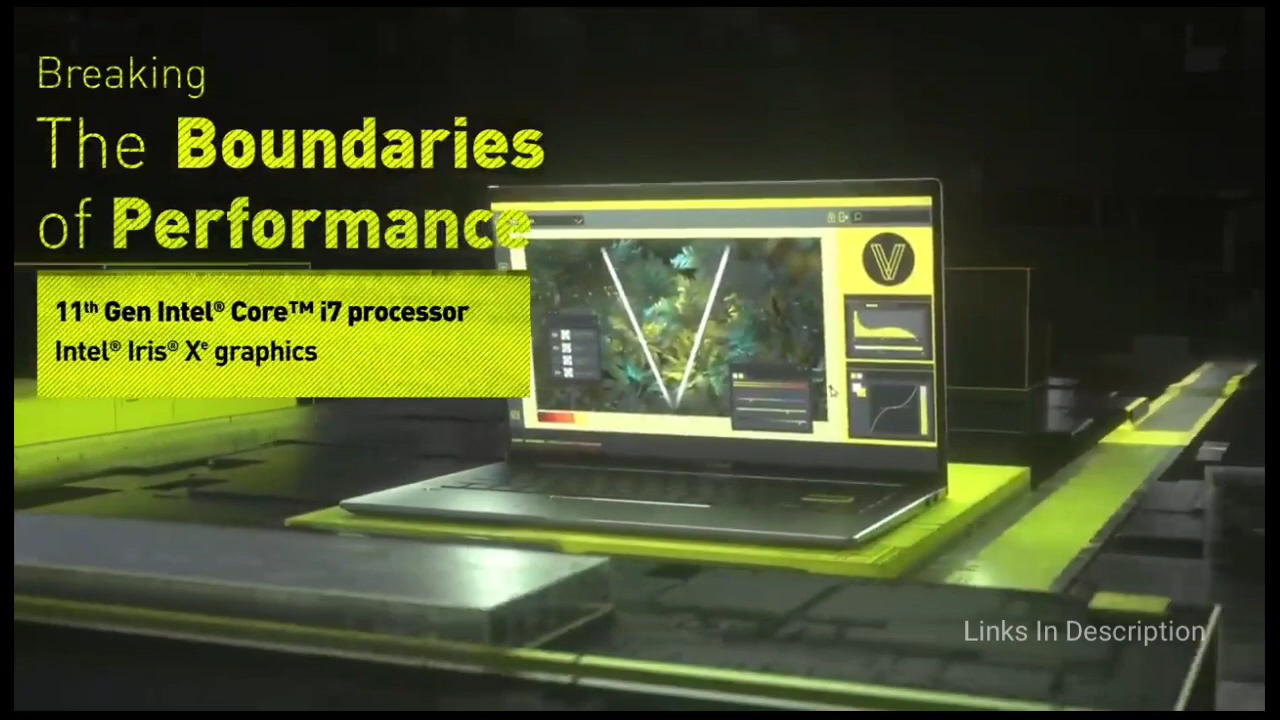 Breaking
The Boundaries
of Performance
11th Gen Intel® Core™ i7 processor
Intel® Iris® Xe graphics
Links In Description